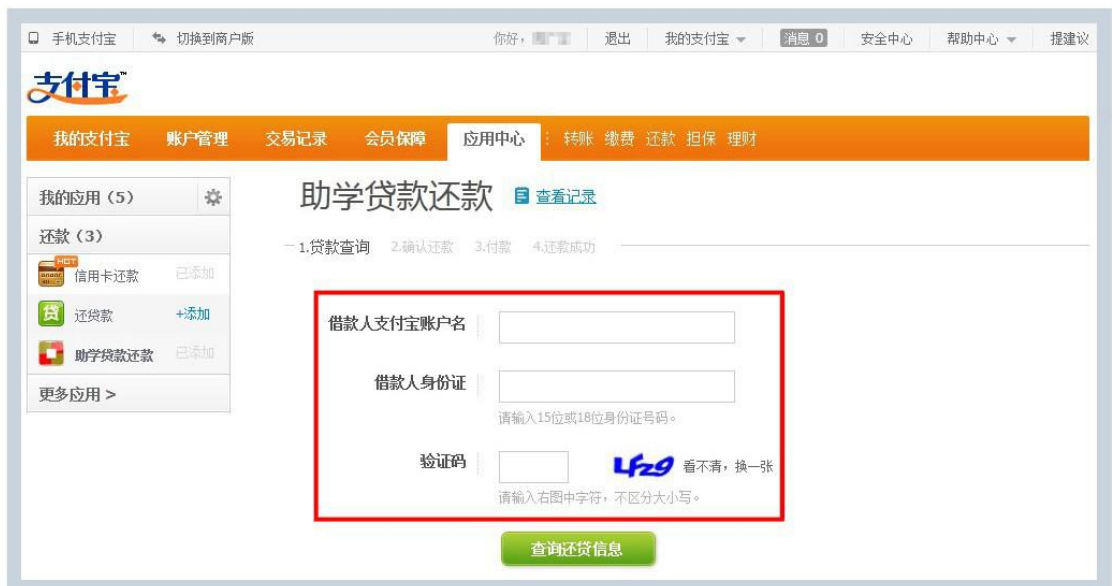 手机支付宝 切换到商户版 你好， 退出 我的支付宝 消息 0 安全中心 帮助中心 提建议
支付宝
我的支付宝 账户管理 交易记录 会员保障 应用中心 转账 缴费 还款 担保 理财
我的应用（5）
助学贷款还款 查看记录
还款（3）
1.贷款查询 2.确认还款 3.付款 4.还款成功
HOT
信用卡还款 已添加
贷 还贷款 +添加
助学贷款还款 已添加
更多应用 >
借款人支付宝账户名
借款人身份证
请输入15位或18位身份证号码。
验证码 Lfz9 看不清，换一张
请输入右图中字符，不区分大小写。
查询还贷信息